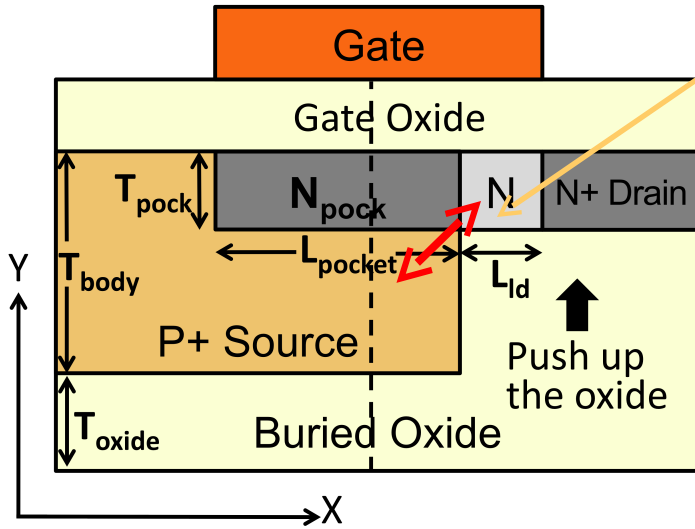 Gate
Gate Oxide
Tpock
Npock
N
N+ Drain
Lpocket
Lld
Y
Tbody
P+ Source
Push up
the oxide
Toxide
Buried Oxide
X